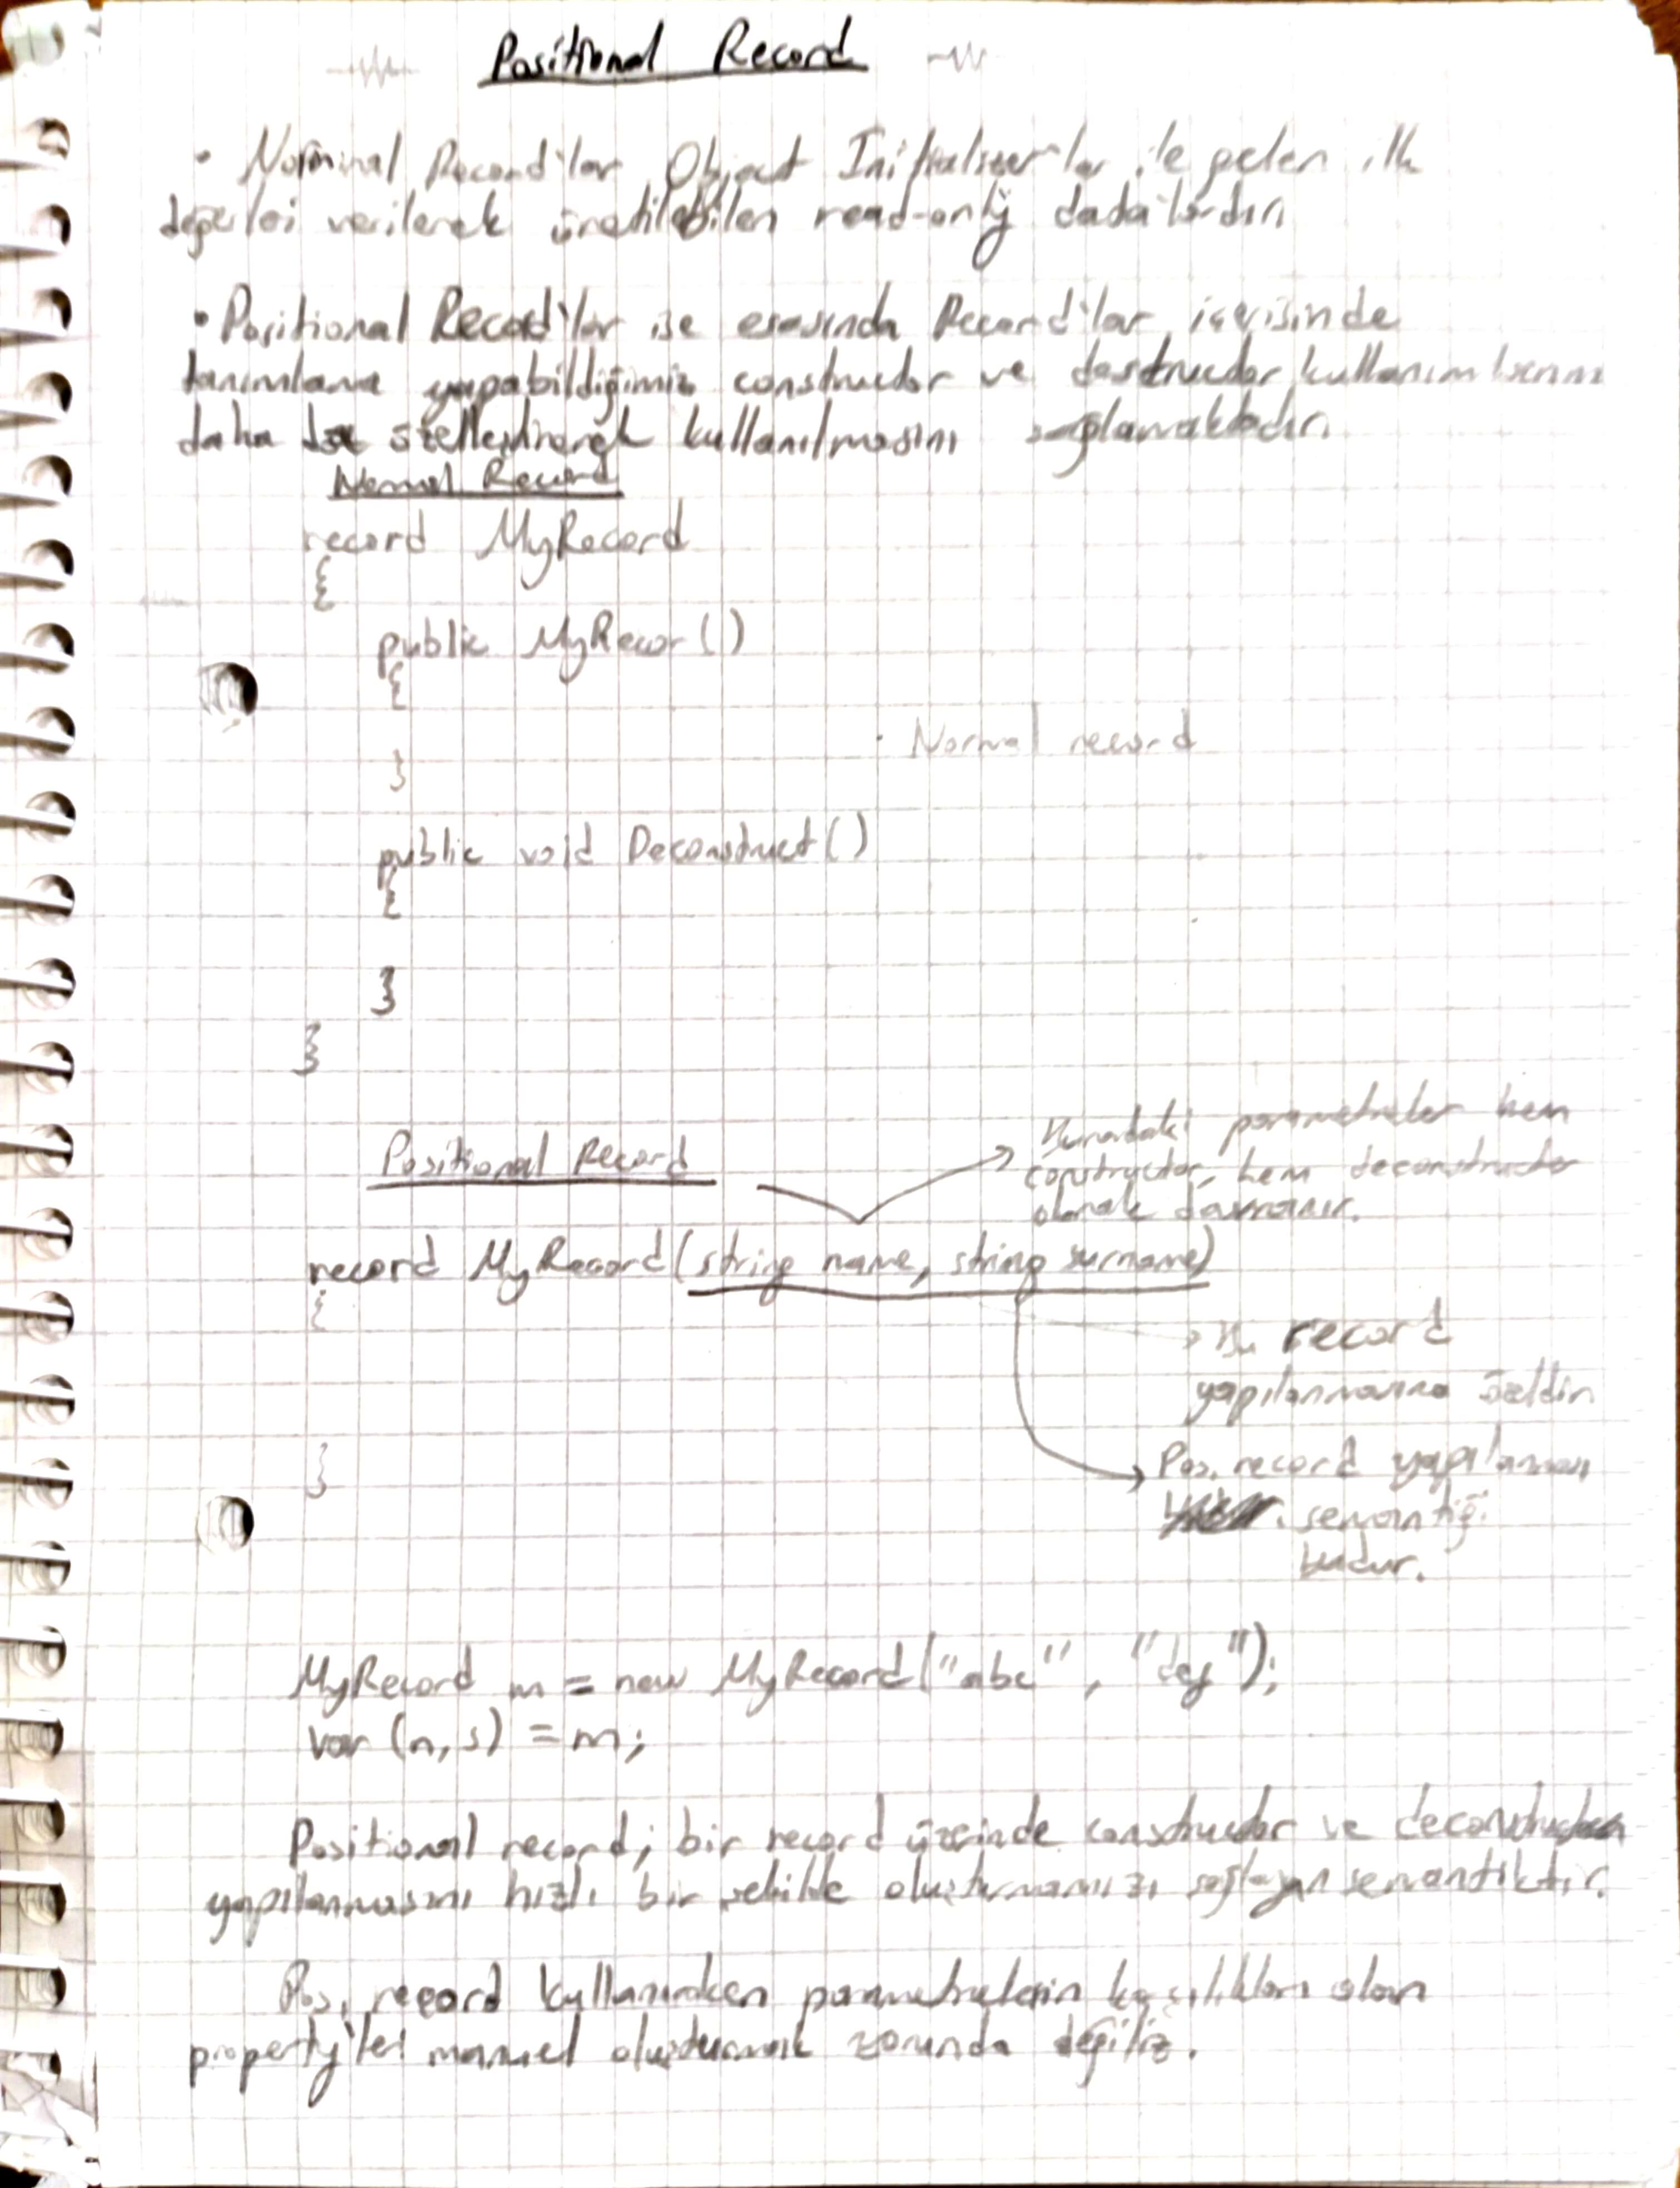 Positional Record
• Nominal Record'lar Object Initializer'lar ile gelen ilk
değerleri verilerek üretilebilen read-only datalardır.
• Positional Record'lar ise esasında Record'lar içerisinde
tanımlama yapabildiğimiz constructor ve desctructor kullanımlarını
daha da özelleştirerek kullanılmasını sağlamaktadır.
Normal Record
record MyRecord
{
public MyRecor()
{
• Normal record
}
public void Deconstruct()
{
}
}
Positional Record
Buradaki parametreler hem
constructor, hem deconstructor
olarak davranır.
record MyRecord(string name, string surname)
{
Bu record
yapılanmasına özeldir.
Pos. record yapılanması
semantiği
budur.
}
MyRecord m = new MyRecord("abc", "def");
var (n,s) = m;
Positional record; bir record üzerinde constructor ve deconstructor
yapılanmasını hızlı bir şekilde oluşturmamızı sağlayan semantiktir.
Pos. record kullanırken parametrelerin karşılıkları olan
property'leri manuel oluşturmak zorunda değiliz.